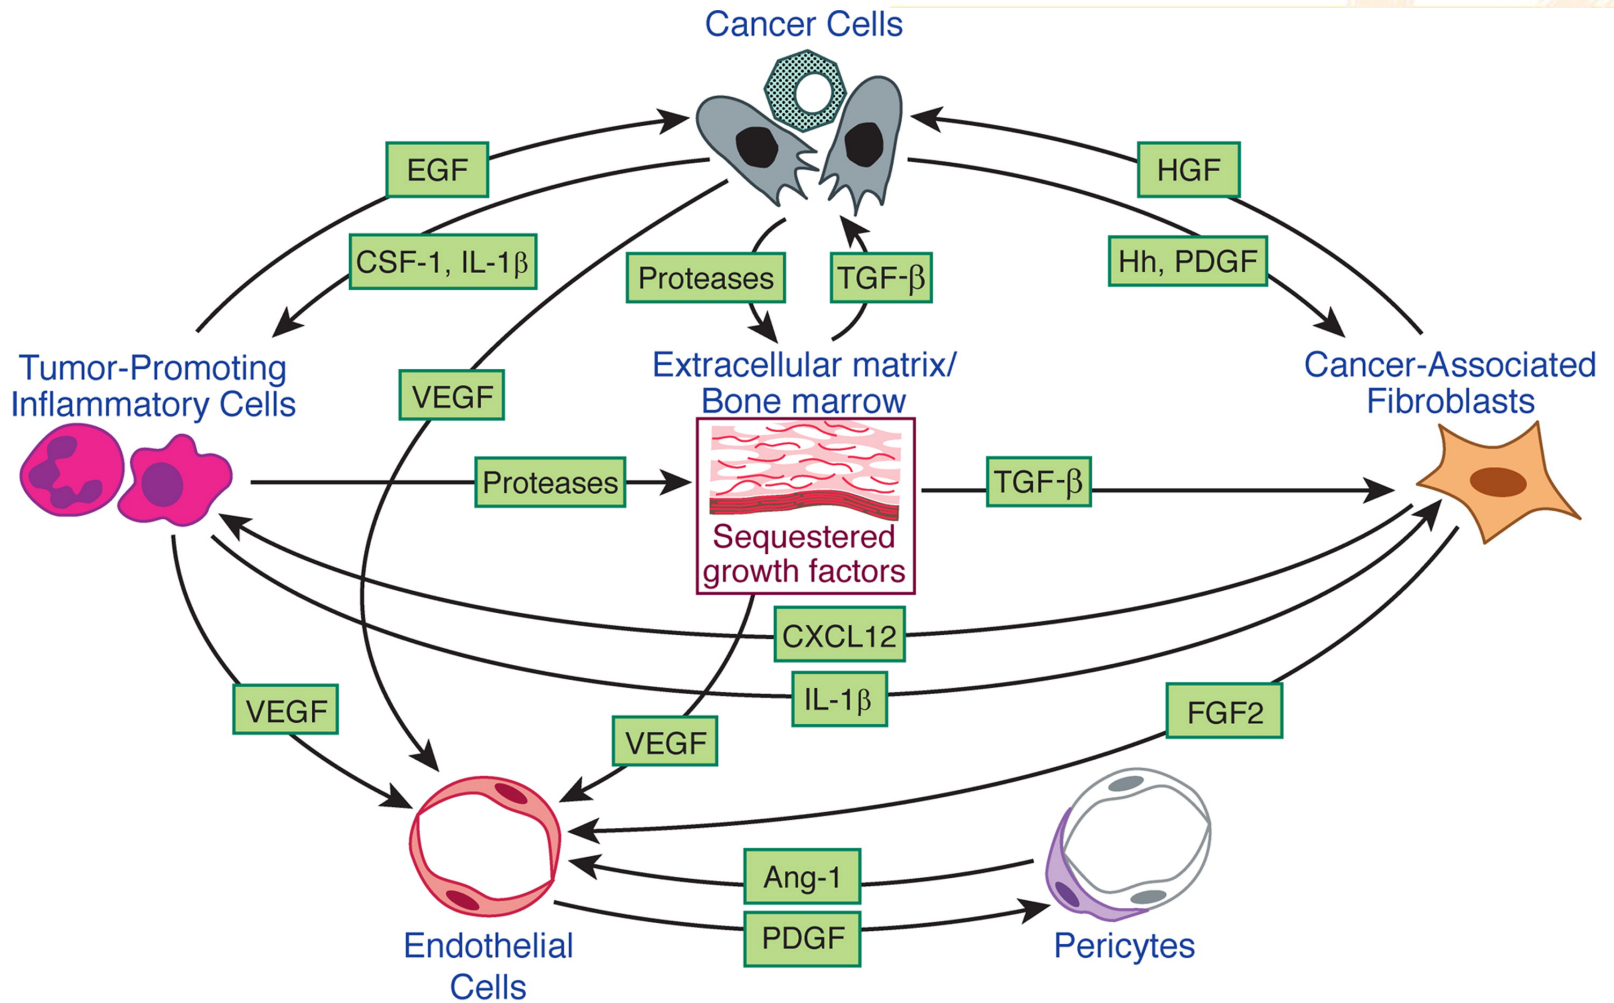 Cancer Cells
EGF
HGF
CSF-1, IL-1β
Proteases
TGF-β
Hh, PDGF
Tumor-Promoting
Inflammatory Cells
VEGF
Extracellular matrix/
Bone marrow
Cancer-Associated
Fibroblasts
Proteases
TGF-β
Sequestered
growth factors
CXCL12
IL-1β
VEGF
VEGF
FGF2
Ang-1
PDGF
Endothelial
Cells
Pericytes